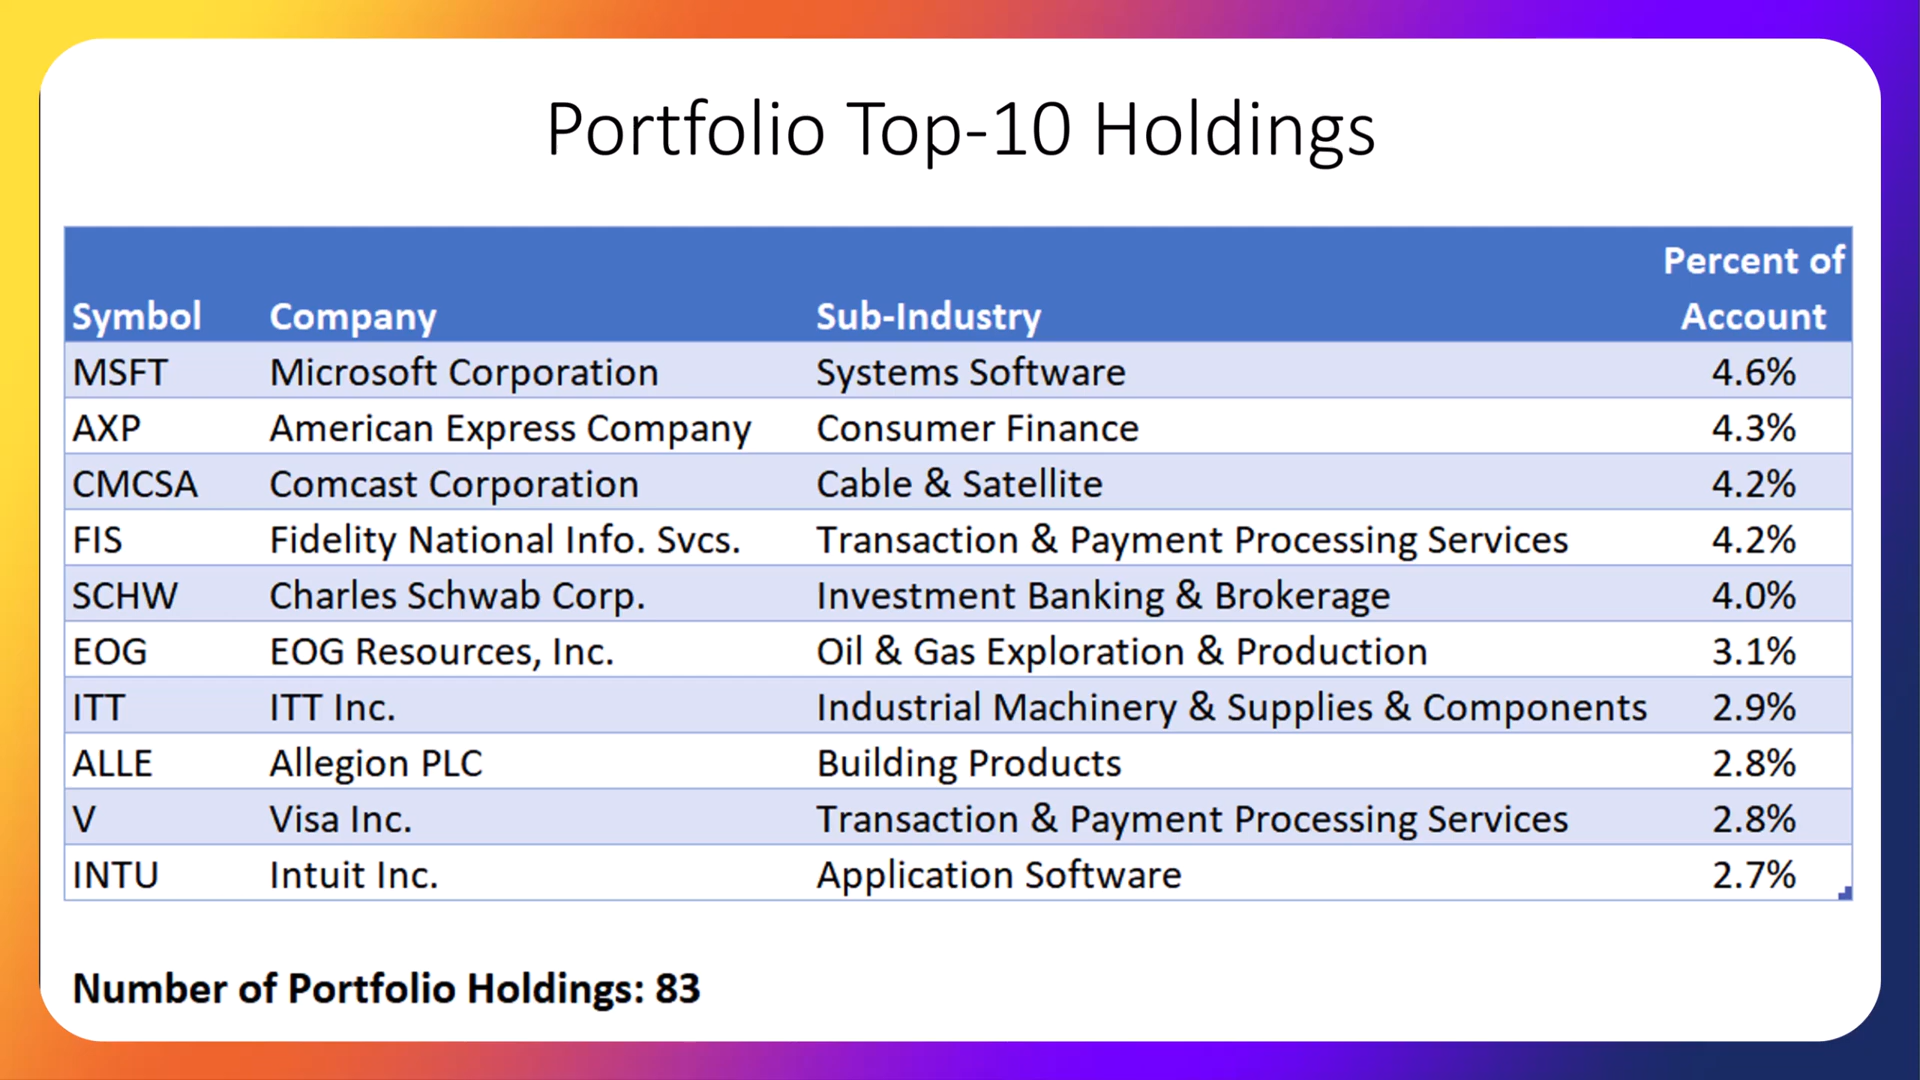 Portfolio Top-10 Holdings
Symbol Company Sub-Industry Percent of Account
MSFT Microsoft Corporation Systems Software 4.6%
AXP American Express Company Consumer Finance 4.3%
CMCSA Comcast Corporation Cable & Satellite 4.2%
FIS Fidelity National Info. Svcs. Transaction & Payment Processing Services 4.2%
SCHW Charles Schwab Corp. Investment Banking & Brokerage 4.0%
EOG EOG Resources, Inc. Oil & Gas Exploration & Production 3.1%
ITT ITT Inc. Industrial Machinery & Supplies & Components 2.9%
ALLE Allegion PLC Building Products 2.8%
V Visa Inc. Transaction & Payment Processing Services 2.8%
INTU Intuit Inc. Application Software 2.7%
Number of Portfolio Holdings: 83